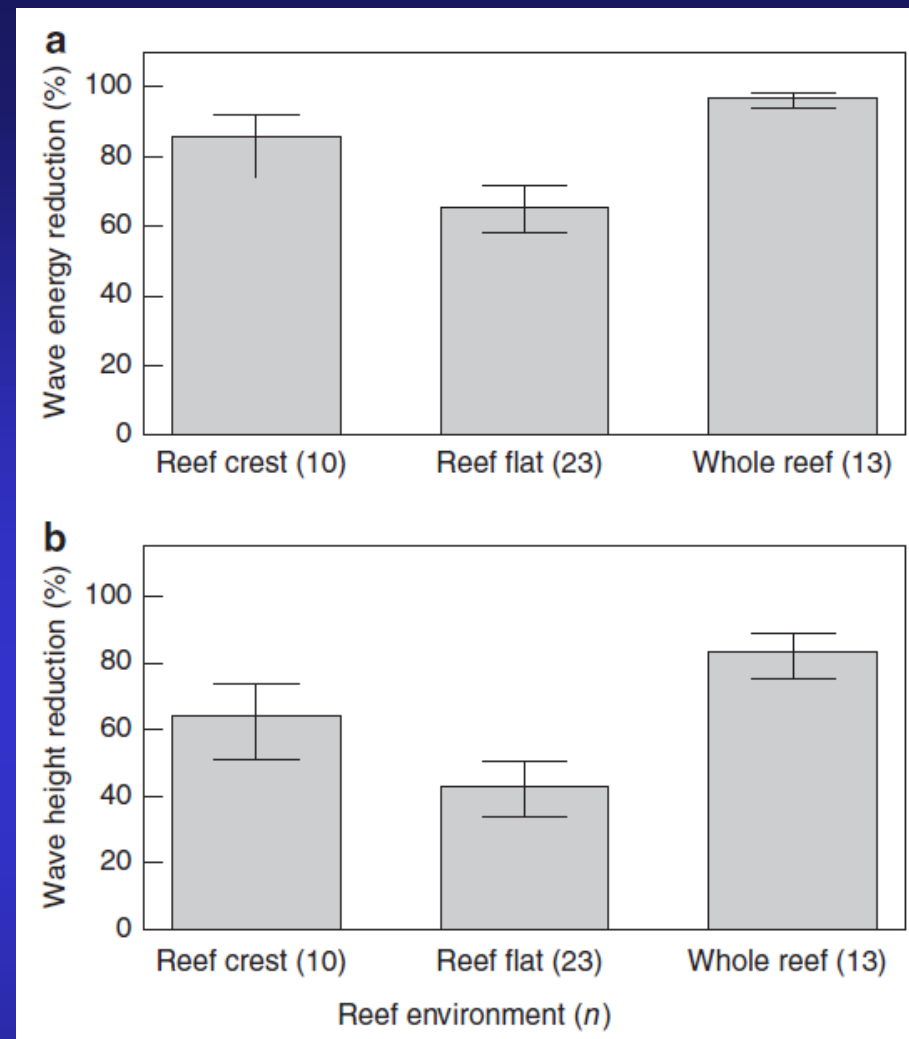 a
Wave energy reduction (%)
100
80
60
40
20
0
Reef crest (10) Reef flat (23) Whole reef (13)
b
Wave height reduction (%)
100
80
60
40
20
0
Reef crest (10) Reef flat (23) Whole reef (13)
Reef environment (n)